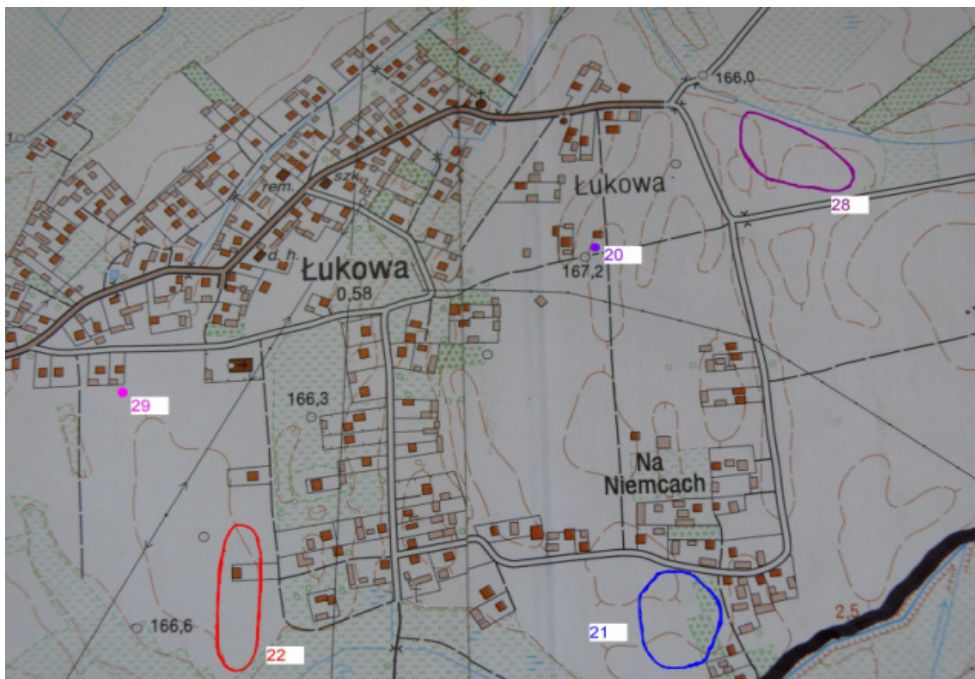 166,0
szk.
rem.
Łukowa
28
20
d. h.
Łukowa
167,2
0,58
29
166,3
Na
Niemcach
2,5
21
166,6
22